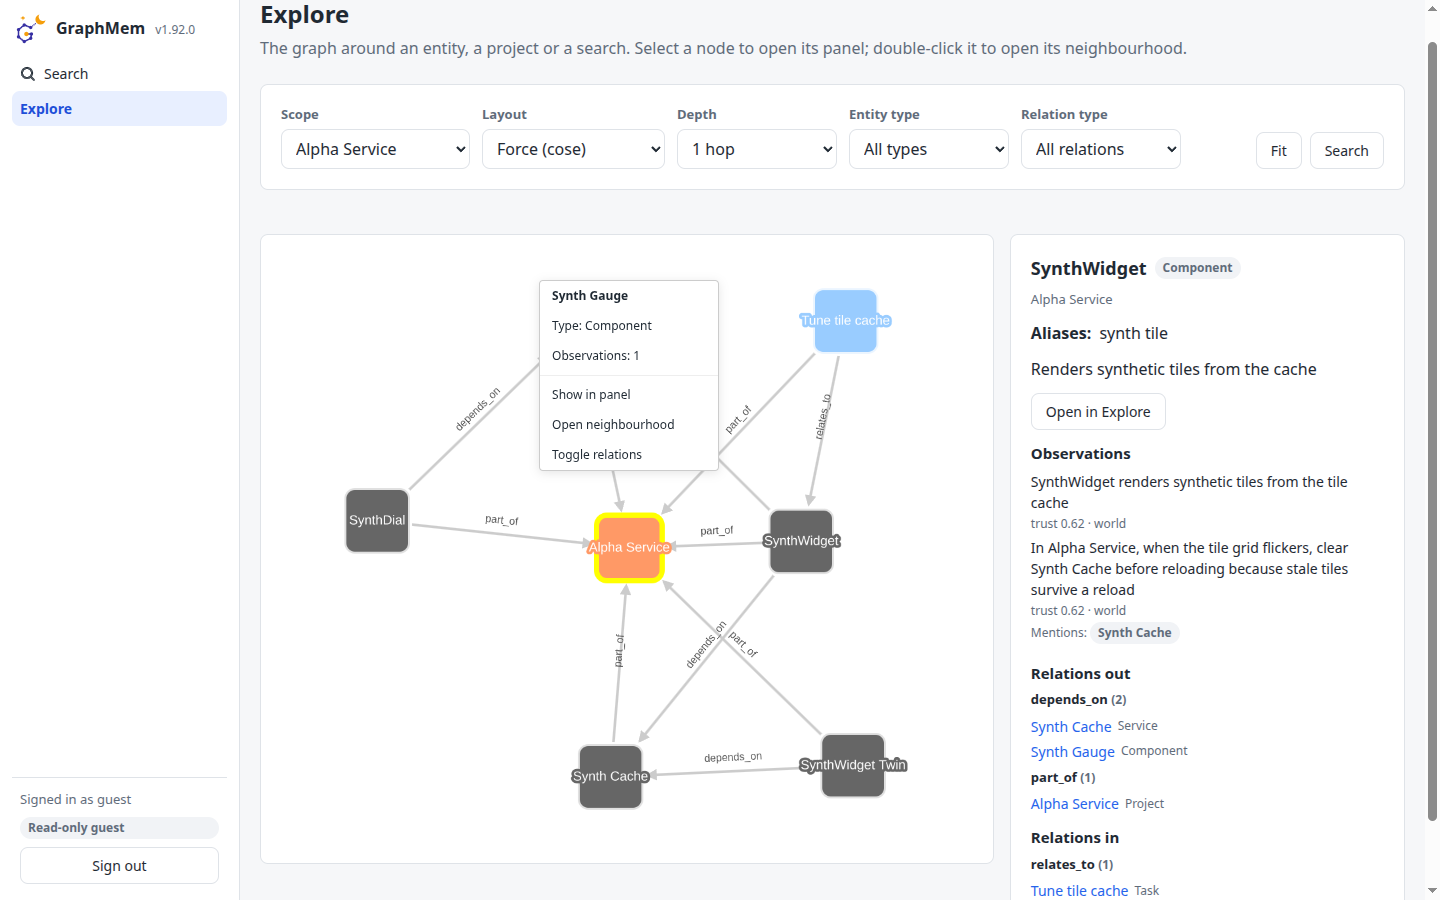 GraphMem v1.92.0
Search
Explore
Signed in as guest
Read-only guest
Sign out
Explore
The graph around an entity, a project or a search. Select a node to open its panel; double-click it to open its neighbourhood.
Scope
Layout
Depth
Entity type
Relation type
Alpha Service
Force (cose)
1 hop
All types
All relations
Fit
Search
Synth Gauge
Type: Component
Observations: 1
Show in panel
Open neighbourhood
Toggle relations
Tune tile cache
depends_on
part_of
relates_to
SynthDial
part_of
Alpha Service
part_of
SynthWidget
part_of
depends_on
part_of
Synth Cache
depends_on
SynthWidget Twin
SynthWidget Component
Alpha Service
Aliases: synth tile
Renders synthetic tiles from the cache
Open in Explore
Observations
SynthWidget renders synthetic tiles from the tile
cache
trust 0.62 · world
In Alpha Service, when the tile grid flickers, clear
Synth Cache before reloading because stale tiles
survive a reload
trust 0.62 · world
Mentions: Synth Cache
Relations out
depends_on (2)
Synth Cache Service
Synth Gauge Component
part_of (1)
Alpha Service Project
Relations in
relates_to (1)
Tune tile cache Task